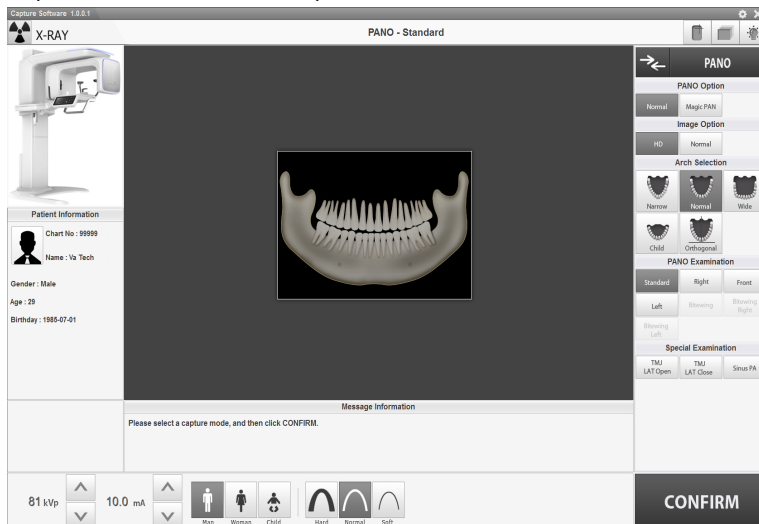 Capture Software 1.0.0.1
X-RAY
PANO - Standard
PANO
PANO Option
Normal
Magic PAN
Image Option
HD
Normal
Arch Selection
Narrow
Normal
Wide
Child
Orthogonal
PANO Examination
Standard
Right
Front
Left
Bitewing
Bitewing
Right
Bitewing
Left
Special Examination
TMJ
LAT Open
TMJ
LAT Close
Sinus PA
Patient Information
Chart No : 99999
Name : Va Tech
Gender : Male
Age : 29
Birthday : 1985-07-01
Message Information
Please select a capture mode, and then click CONFIRM.
81 kVp
10.0 mA
Man
Woman
Child
Hard
Normal
Soft
CONFIRM